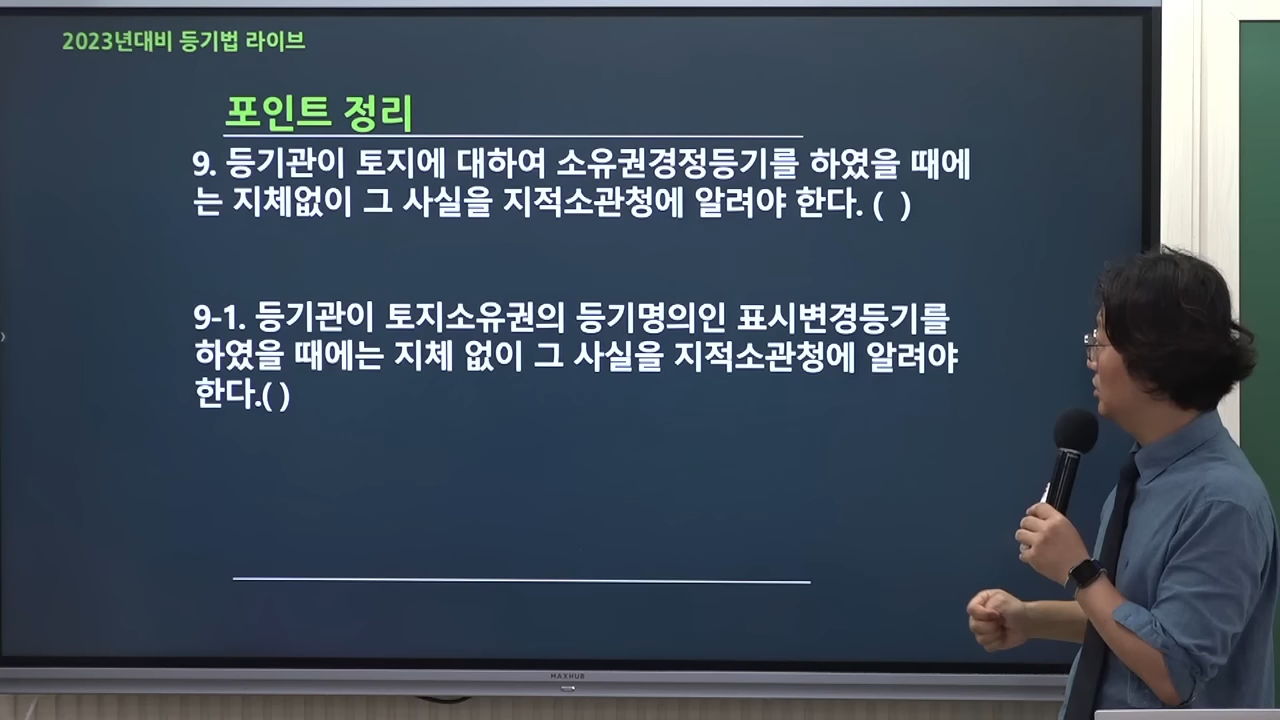 2023년대비 등기법 라이브
포인트 정리
9. 등기관이 토지에 대하여 소유권경정등기를 하였을 때에
는 지체없이 그 사실을 지적소관청에 알려야 한다. (  )
9-1. 등기관이 토지소유권의 등기명의인 표시변경등기를
하였을 때에는 지체 없이 그 사실을 지적소관청에 알려야
한다.( )
MAXHUB